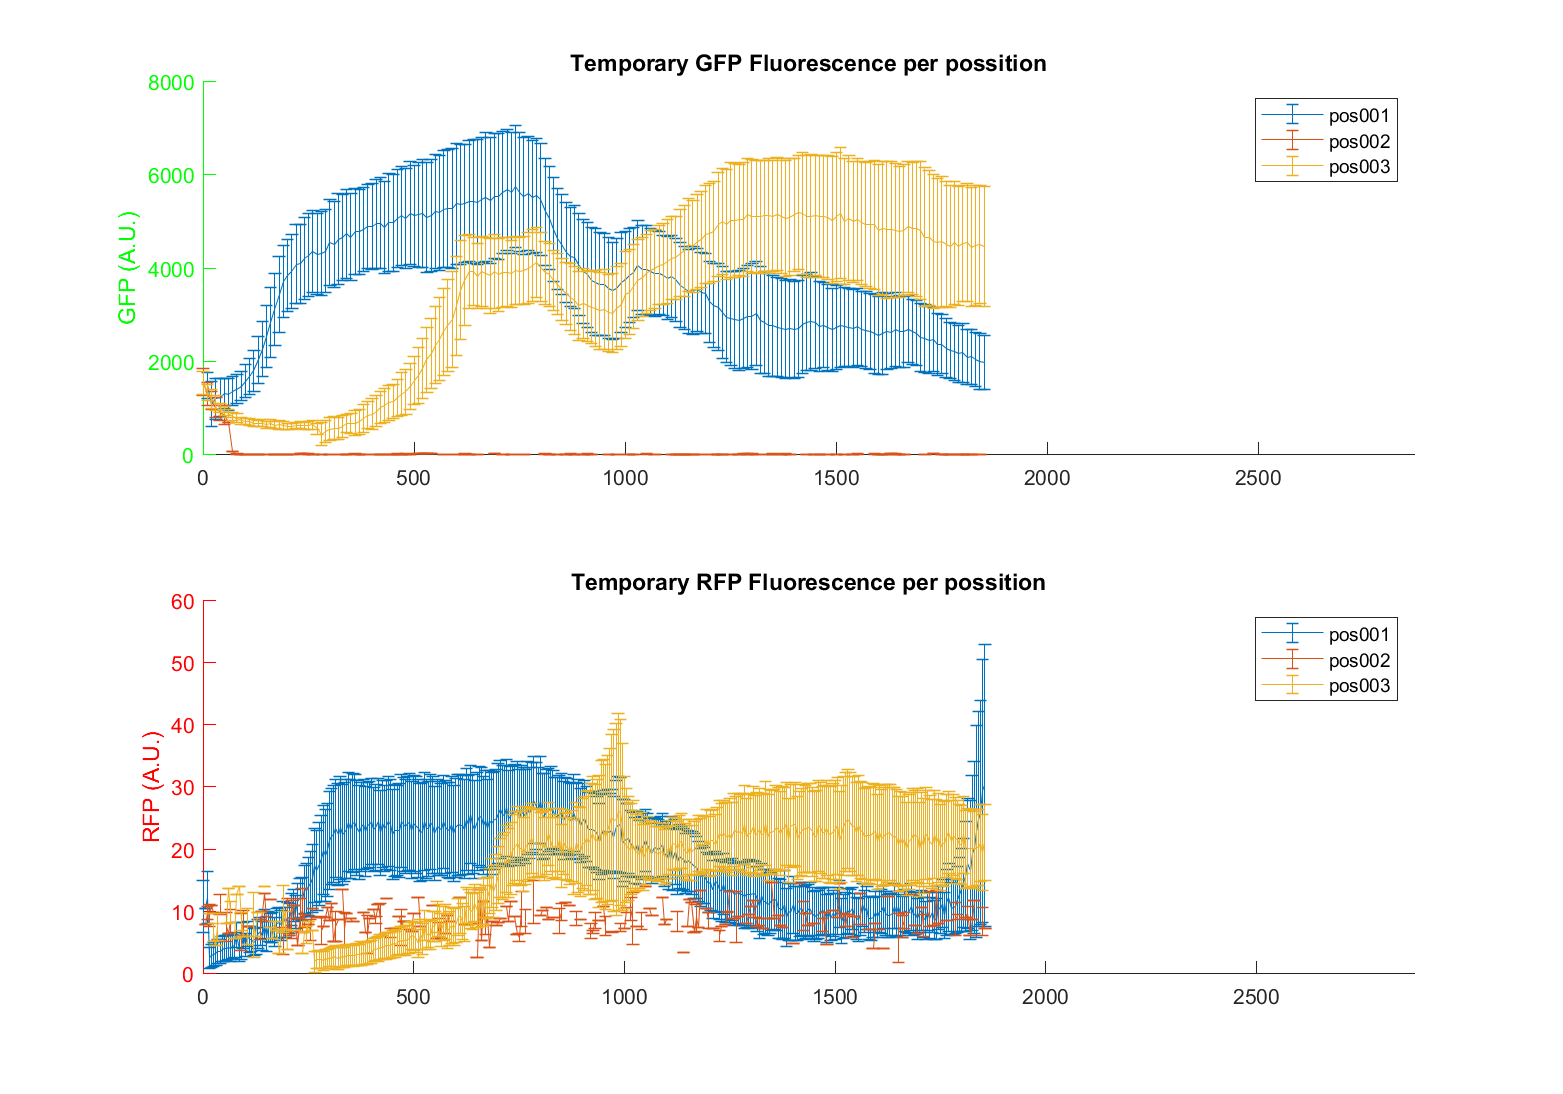 Temporary GFP Fluorescence per possition
GFP (A.U.)
8000
6000
4000
2000
0
0 500 1000 1500 2000 2500
pos001
pos002
pos003
Temporary RFP Fluorescence per possition
RFP (A.U.)
60
50
40
30
20
10
0
0 500 1000 1500 2000 2500
pos001
pos002
pos003